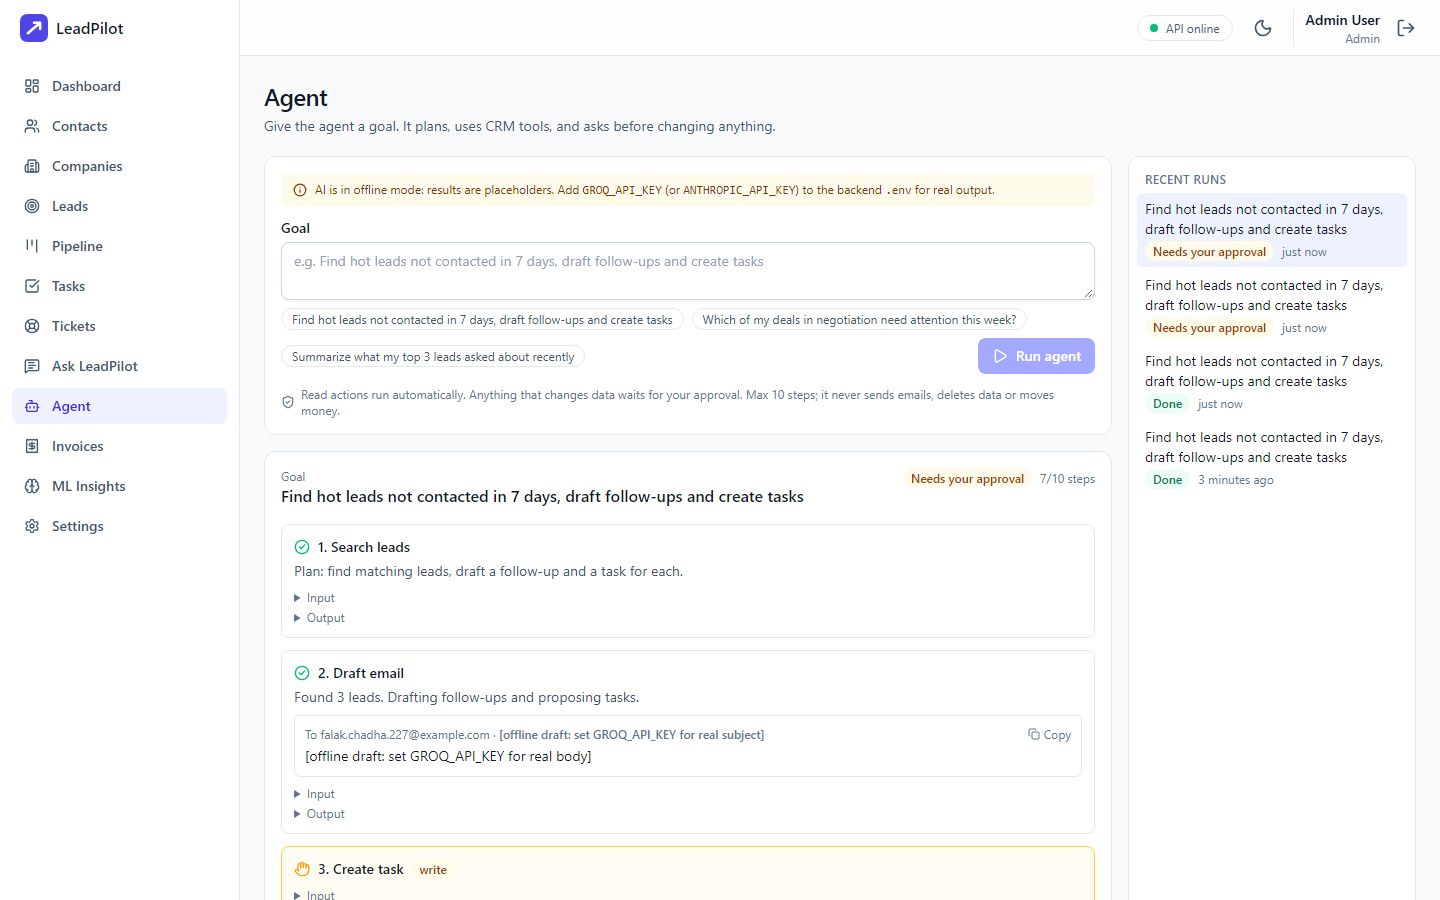 LeadPilot
API online
Admin User
Admin
Dashboard
Contacts
Companies
Leads
Pipeline
Tasks
Tickets
Ask LeadPilot
Agent
Invoices
ML Insights
Settings
Agent
Give the agent a goal. It plans, uses CRM tools, and asks before changing anything.
AI is in offline mode: results are placeholders. Add GROQ_API_KEY (or ANTHROPIC_API_KEY) to the backend .env for real output.
Goal
e.g. Find hot leads not contacted in 7 days, draft follow-ups and create tasks
Find hot leads not contacted in 7 days, draft follow-ups and create tasks
Which of my deals in negotiation need attention this week?
Summarize what my top 3 leads asked about recently
Run agent
Read actions run automatically. Anything that changes data waits for your approval. Max 10 steps; it never sends emails, deletes data or moves
money.
Goal
Find hot leads not contacted in 7 days, draft follow-ups and create tasks
Needs your approval
7/10 steps
1. Search leads
Plan: find matching leads, draft a follow-up and a task for each.
Input
Output
2. Draft email
Found 3 leads. Drafting follow-ups and proposing tasks.
To falak.chadha.227@example.com · [offline draft: set GROQ_API_KEY for real subject]
Copy
[offline draft: set GROQ_API_KEY for real body]
Input
Output
3. Create task
write
Input
RECENT RUNS
Find hot leads not contacted in 7 days,
draft follow-ups and create tasks
Needs your approval
just now
Find hot leads not contacted in 7 days,
draft follow-ups and create tasks
Needs your approval
just now
Find hot leads not contacted in 7 days,
draft follow-ups and create tasks
Done
just now
Find hot leads not contacted in 7 days,
draft follow-ups and create tasks
Done
3 minutes ago